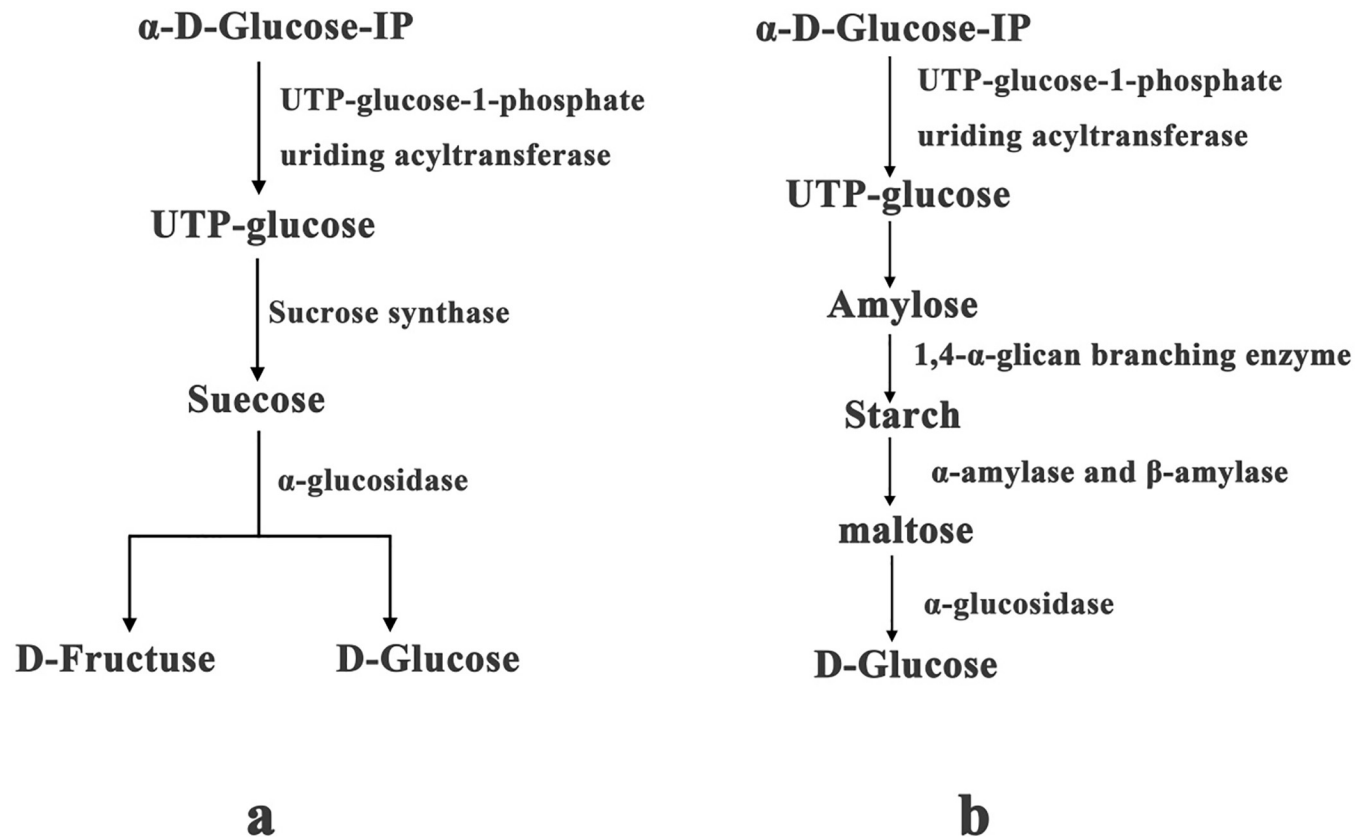 α-D-Glucose-IP
UTP-glucose-1-phosphate
uriding acyltransferase
UTP-glucose
Sucrose synthase
Suecose
α-glucosidase
D-Fructuse
D-Glucose
a
α-D-Glucose-IP
UTP-glucose-1-phosphate
uriding acyltransferase
UTP-glucose
Amylose
1,4-α-glican branching enzyme
Starch
α-amylase and β-amylase
maltose
α-glucosidase
D-Glucose
b